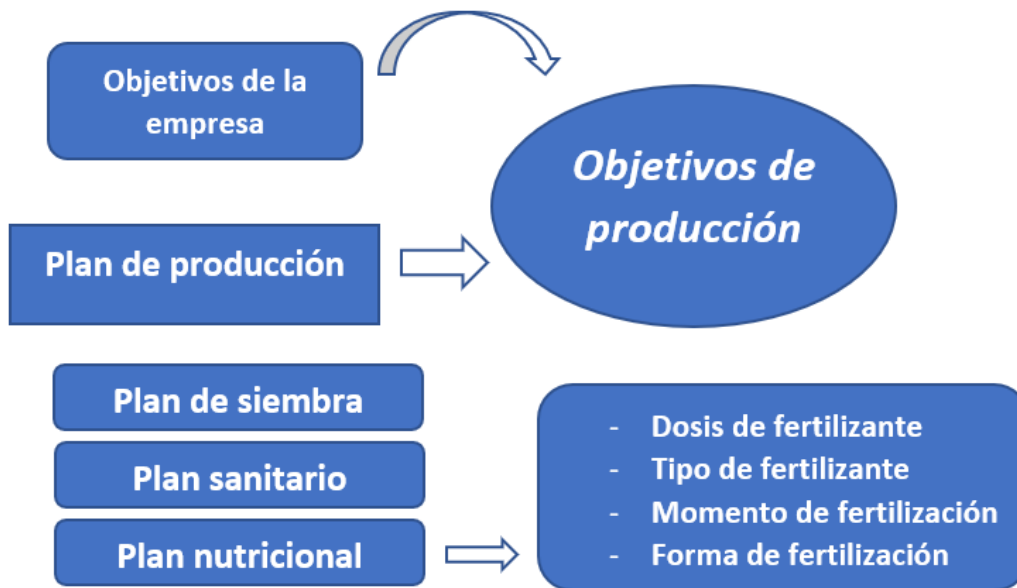 Objetivos de la
empresa
Objetivos de
producción
Plan de producción
Plan de siembra
Plan sanitario
Plan nutricional
- Dosis de fertilizante
- Tipo de fertilizante
- Momento de fertilización
- Forma de fertilización